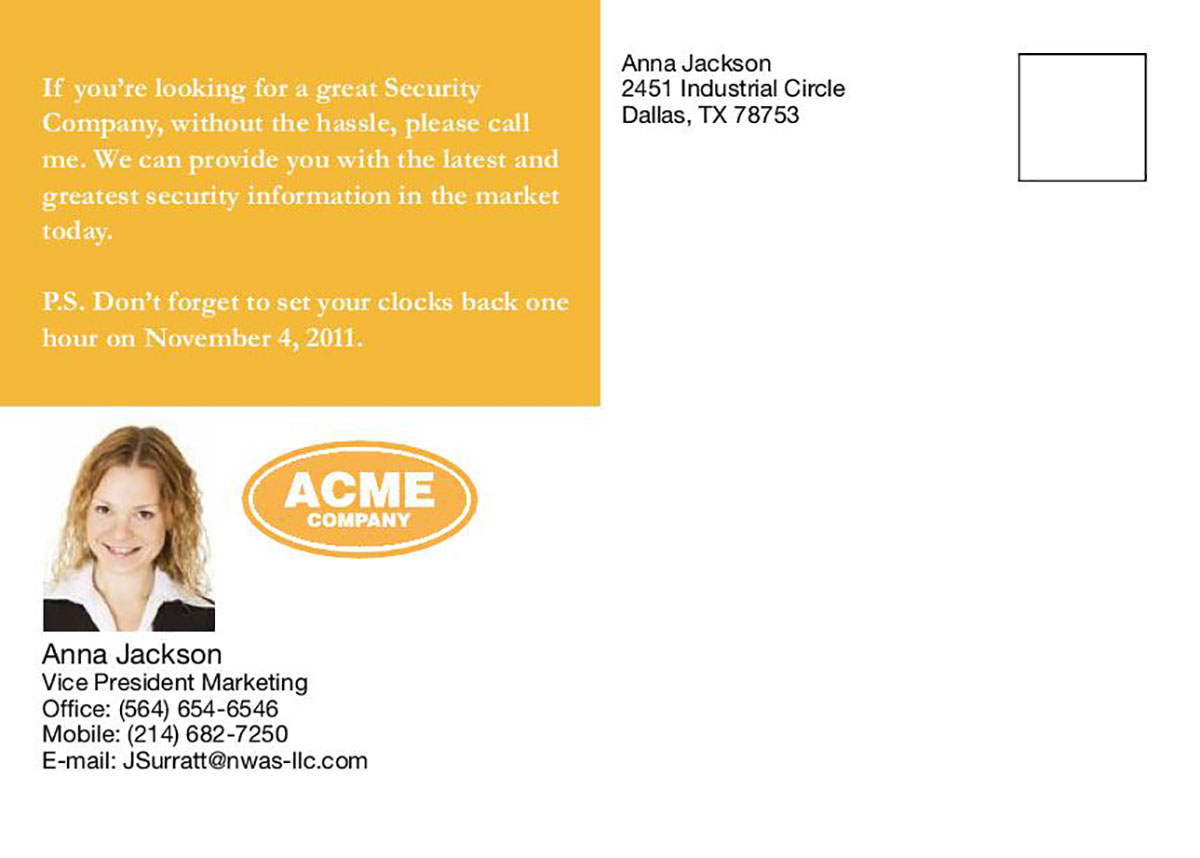 If you're looking for a great Security
Company, without the hassle, please call
me. We can provide you with the latest and
greatest security information in the market
today.
P.S. Don't forget to set your clocks back one
hour on November 4, 2011.
Anna Jackson
2451 Industrial Circle
Dallas, TX 78753
ACME
COMPANY
Anna Jackson
Vice President Marketing
Office: (564) 654-6546
Mobile: (214) 682-7250
E-mail: JSurratt@nwas-llc.com